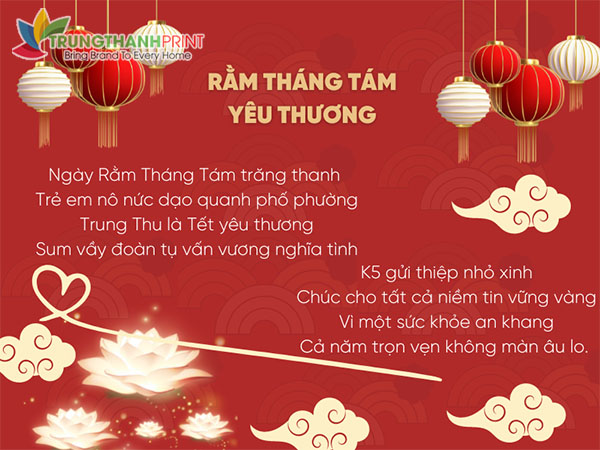 TRUNGTHANHPRINT
Bring Brand To Every Home
RẰM THÁNG TÁM
YÊU THƯƠNG
Ngày Rằm Tháng Tám trăng thanh
Trẻ em nô nức dạo quanh phố phường
Trung Thu là Tết yêu thương
Sum vầy đoàn tụ vấn vương nghĩa tình
K5 gửi thiệp nhỏ xinh
Chúc cho tất cả niềm tin vững vàng
Vì một sức khỏe an khang
Cả năm trọn vẹn không màn âu lo.